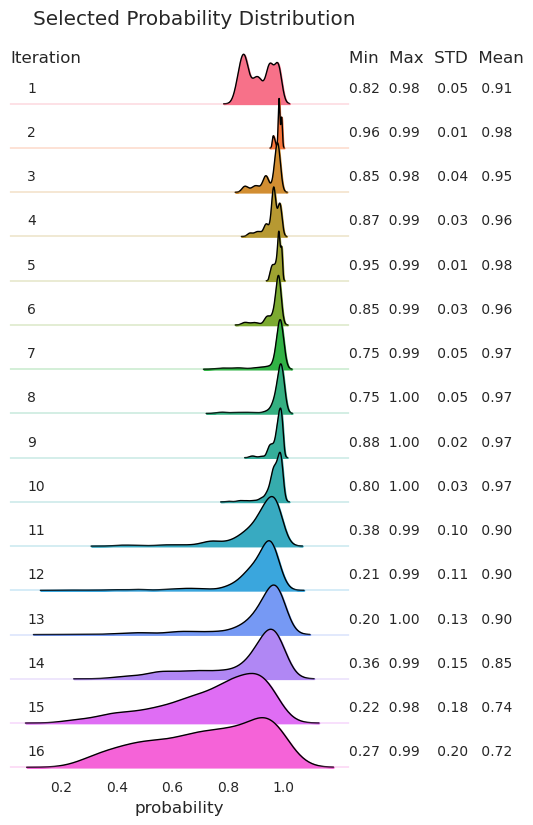 Selected Probability Distribution
Iteration Min Max STD Mean
1 0.82 0.98 0.05 0.91
2 0.96 0.99 0.01 0.98
3 0.85 0.98 0.04 0.95
4 0.87 0.99 0.03 0.96
5 0.95 0.99 0.01 0.98
6 0.85 0.99 0.03 0.96
7 0.75 0.99 0.05 0.97
8 0.75 1.00 0.05 0.97
9 0.88 1.00 0.02 0.97
10 0.80 1.00 0.03 0.97
11 0.38 0.99 0.10 0.90
12 0.21 0.99 0.11 0.90
13 0.20 1.00 0.13 0.90
14 0.36 0.99 0.15 0.85
15 0.22 0.98 0.18 0.74
16 0.27 0.99 0.20 0.72
0.2 0.4 0.6 0.8 1.0
probability